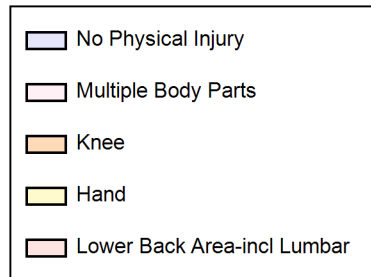 No Physical Injury
Multiple Body Parts
Knee
Hand
Lower Back Area-incl Lumbar